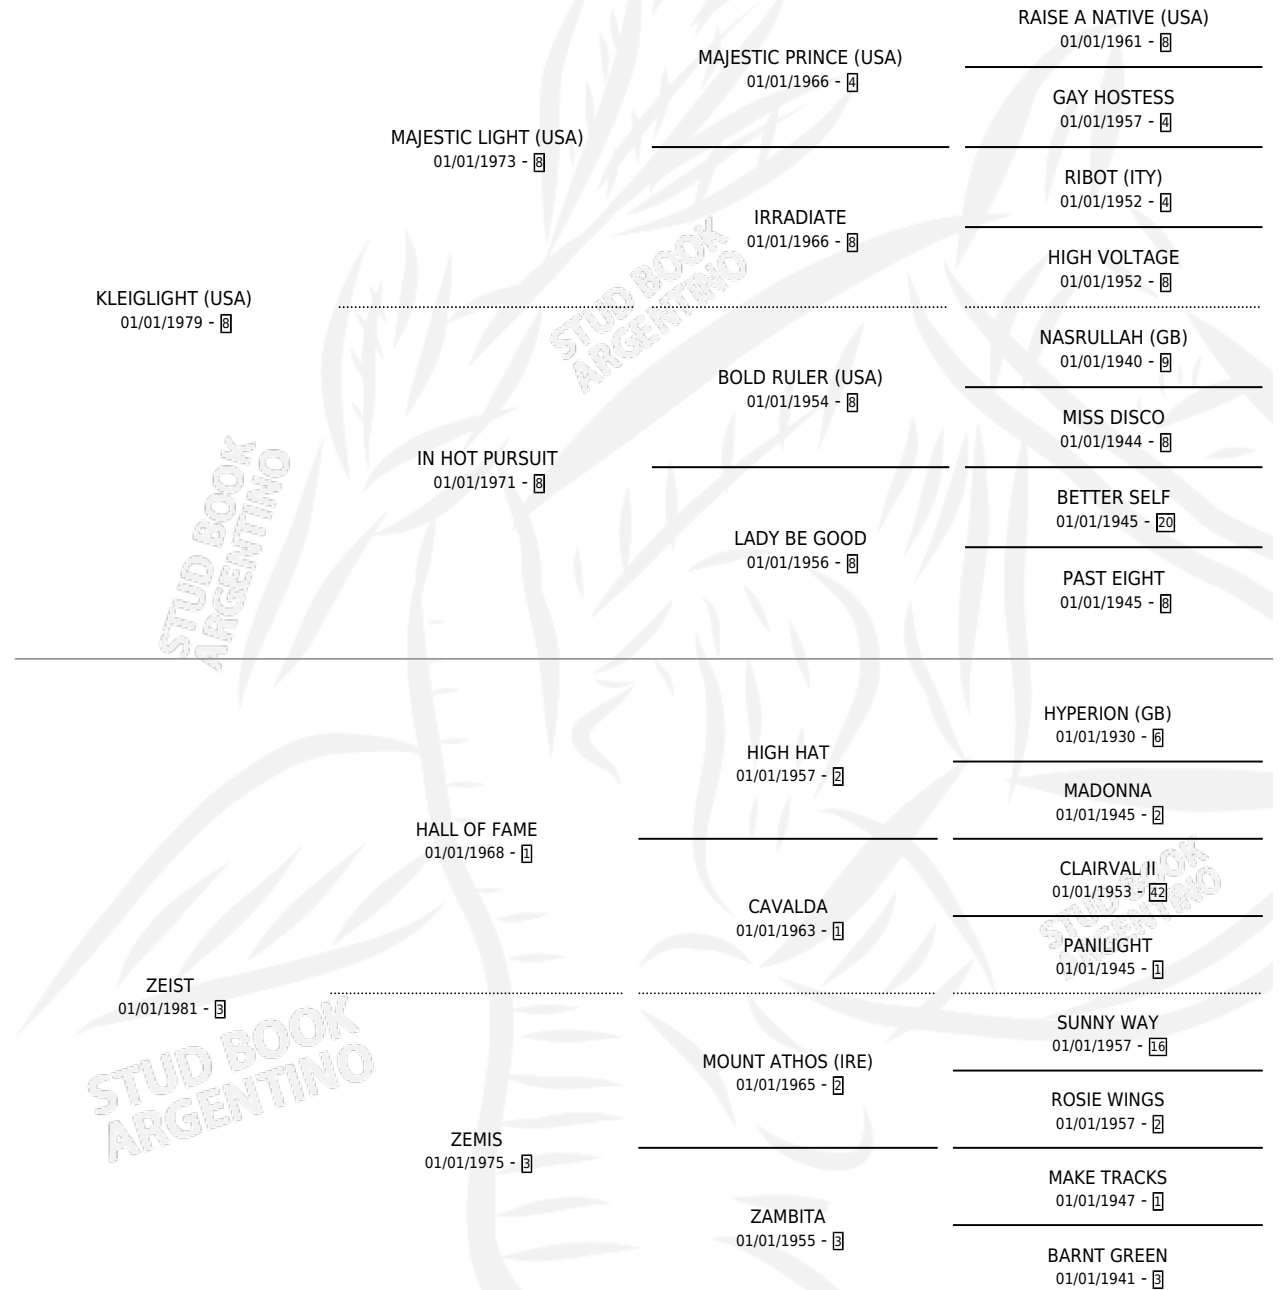 RAISE A NATIVE (USA)
01/01/1961 - 8
MAJESTIC PRINCE (USA)
01/01/1966 - 4
GAY HOSTESS
01/01/1957 - 4
MAJESTIC LIGHT (USA)
01/01/1973 - 8
RIBOT (ITY)
01/01/1952 - 4
IRRADIATE
01/01/1966 - 8
HIGH VOLTAGE
01/01/1952 - 8
KLEIGLIGHT (USA)
01/01/1979 - 8
STUD BOOK
ARGENTINO
NASRULLAH (GB)
01/01/1940 - 9
BOLD RULER (USA)
01/01/1954 - 8
MISS DISCO
01/01/1944 - 8
IN HOT PURSUIT
01/01/1971 - 8
BETTER SELF
01/01/1945 - 20
LADY BE GOOD
01/01/1956 - 8
PAST EIGHT
01/01/1945 - 8
STUD BOOK
ARGENTINO
HYPERION (GB)
01/01/1930 - 6
HIGH HAT
01/01/1957 - 2
MADONNA
01/01/1945 - 2
HALL OF FAME
01/01/1968 - 1
CLAIRVAL II
01/01/1953 - 42
CAVALDA
01/01/1963 - 1
PANILIGHT
01/01/1945 - 1
STUD BOOK
ARGENTINO
ZEIST
01/01/1981 - 3
SUNNY WAY
01/01/1957 - 16
MOUNT ATHOS (IRE)
01/01/1965 - 2
ROSIE WINGS
01/01/1957 - 2
STUD BOOK
ARGENTINO
ZEMIS
01/01/1975 - 3
MAKE TRACKS
01/01/1947 - 1
ZAMBITA
01/01/1955 - 3
BARNT GREEN
01/01/1941 - 3